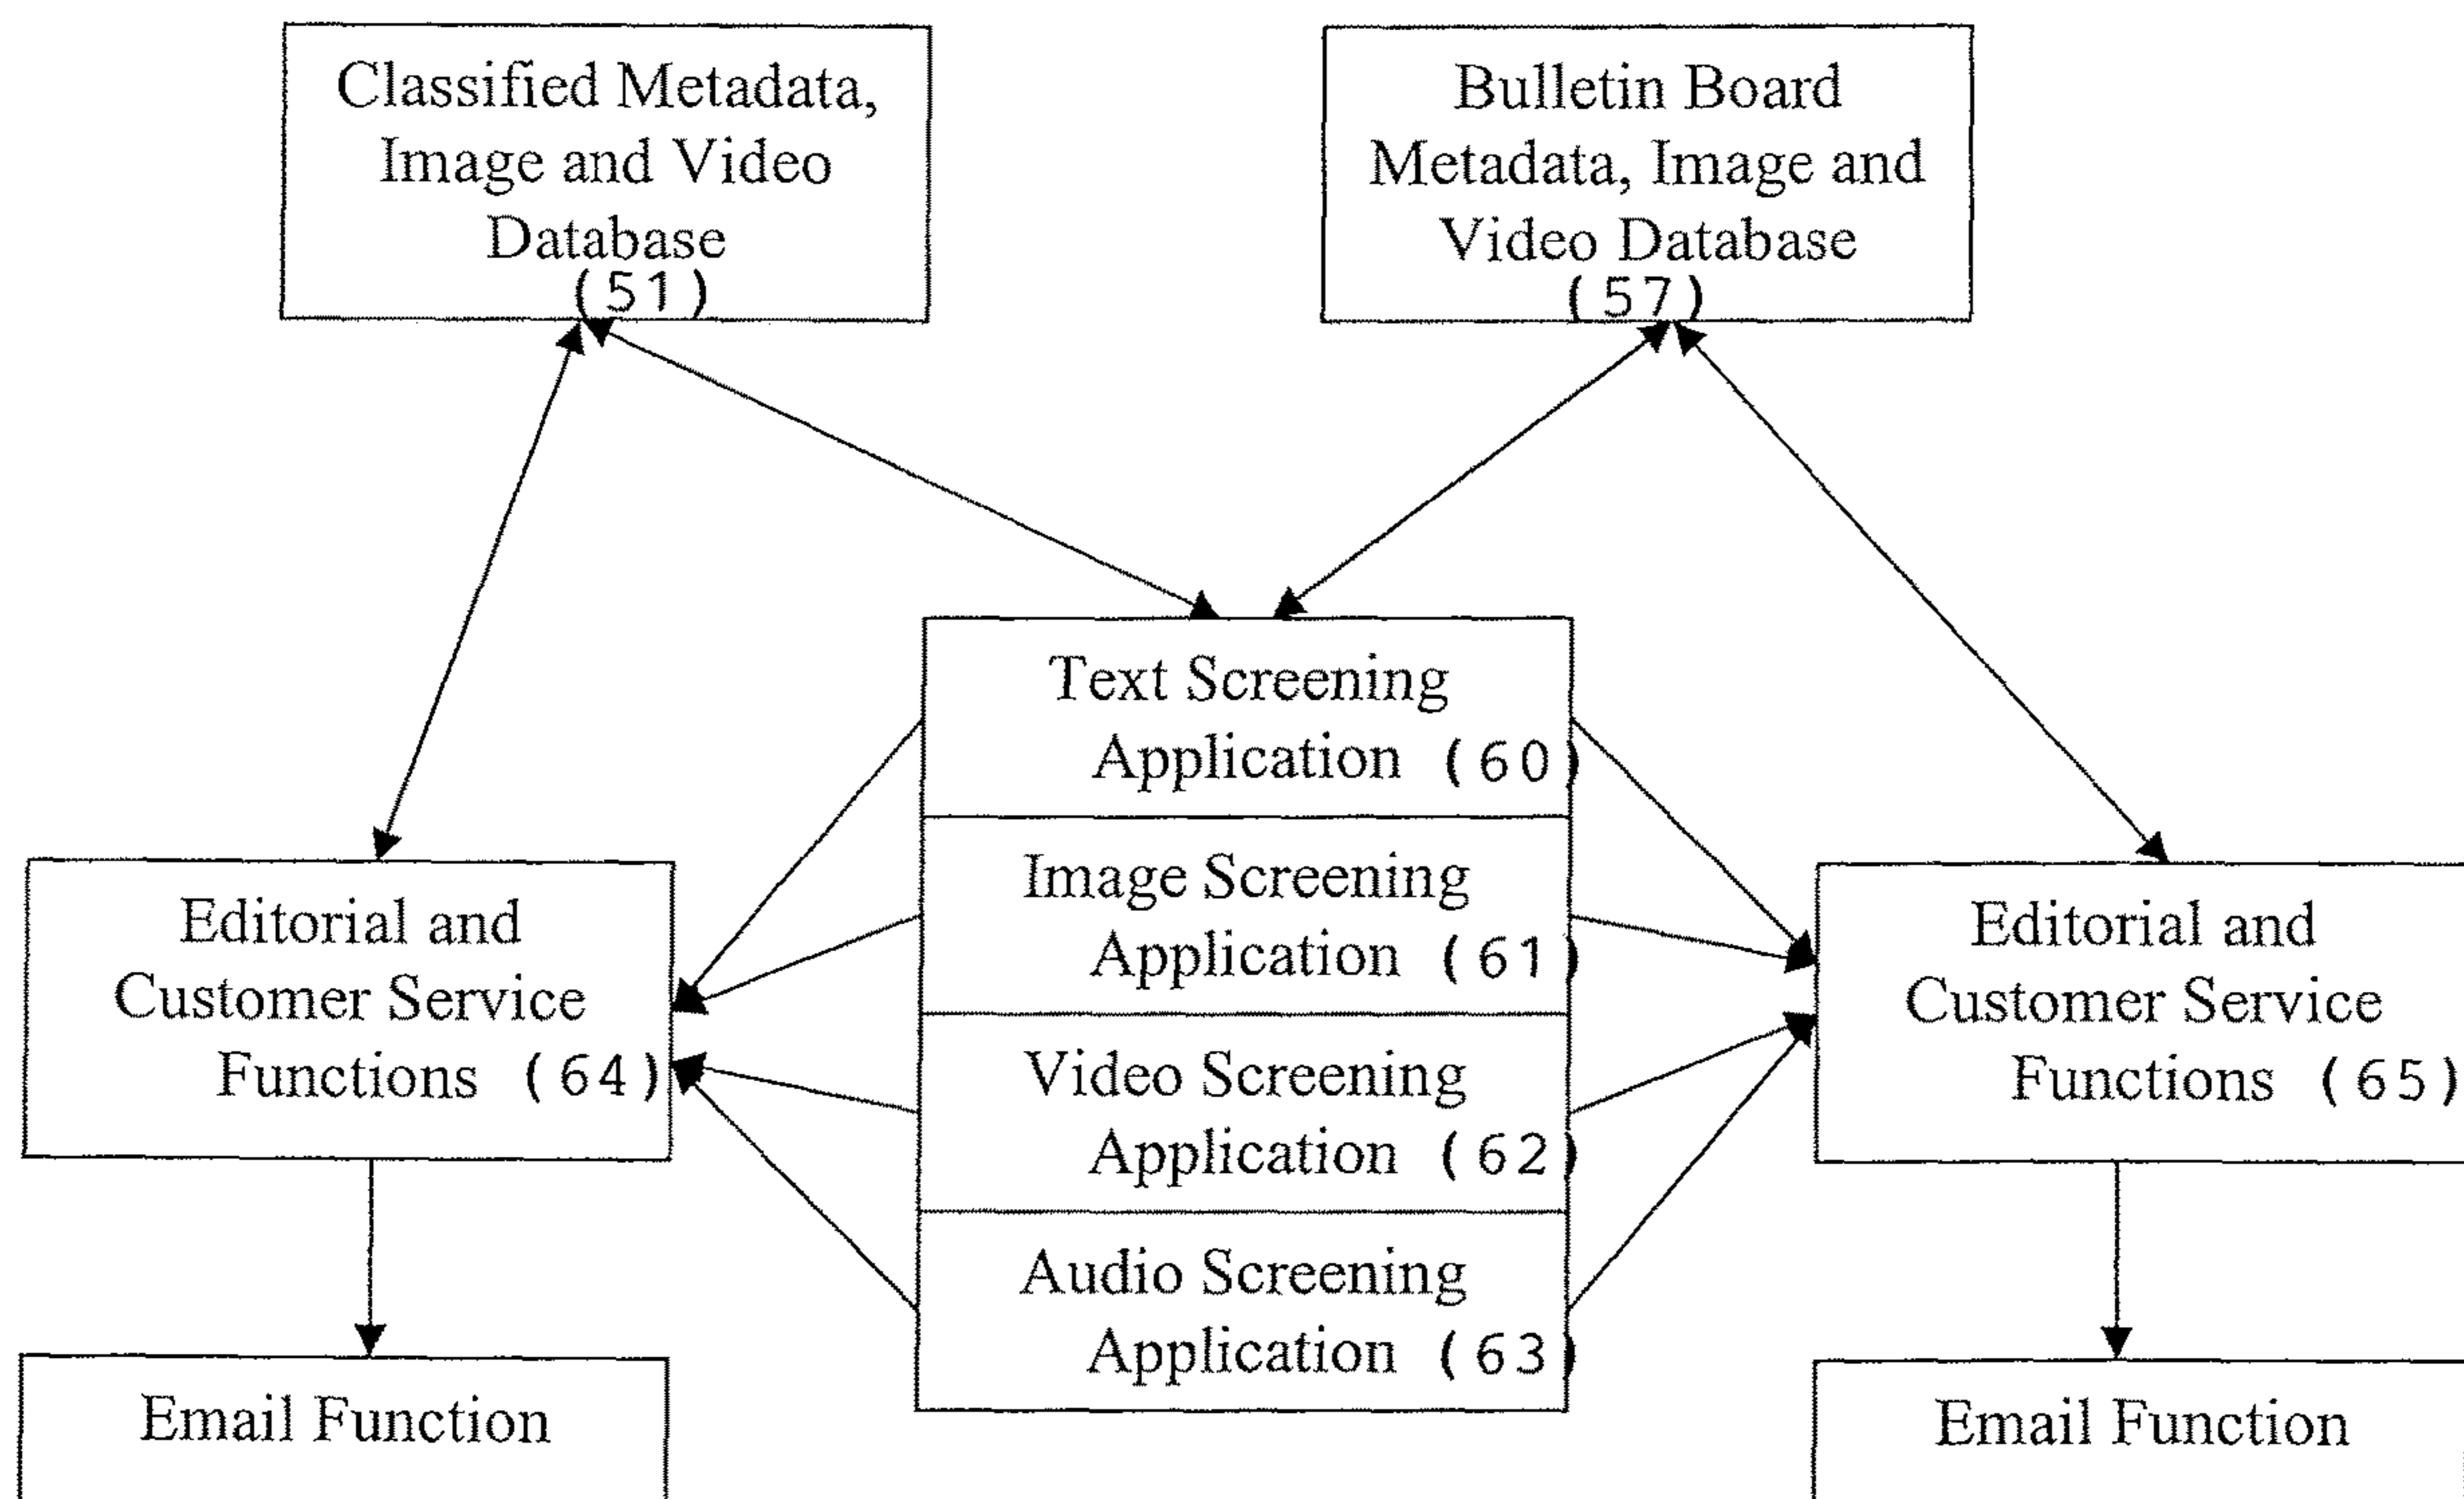 Classified Metadata,
Image and Video
Database
(51)
Bulletin Board
Metadata, Image and
Video Database
(57)
Text Screening
Application (60)
Image Screening
Application (61)
Video Screening
Application (62)
Audio Screening
Application (63)
Editorial and
Customer Service
Functions (64)
Editorial and
Customer Service
Functions (65)
Email Function
Email Function